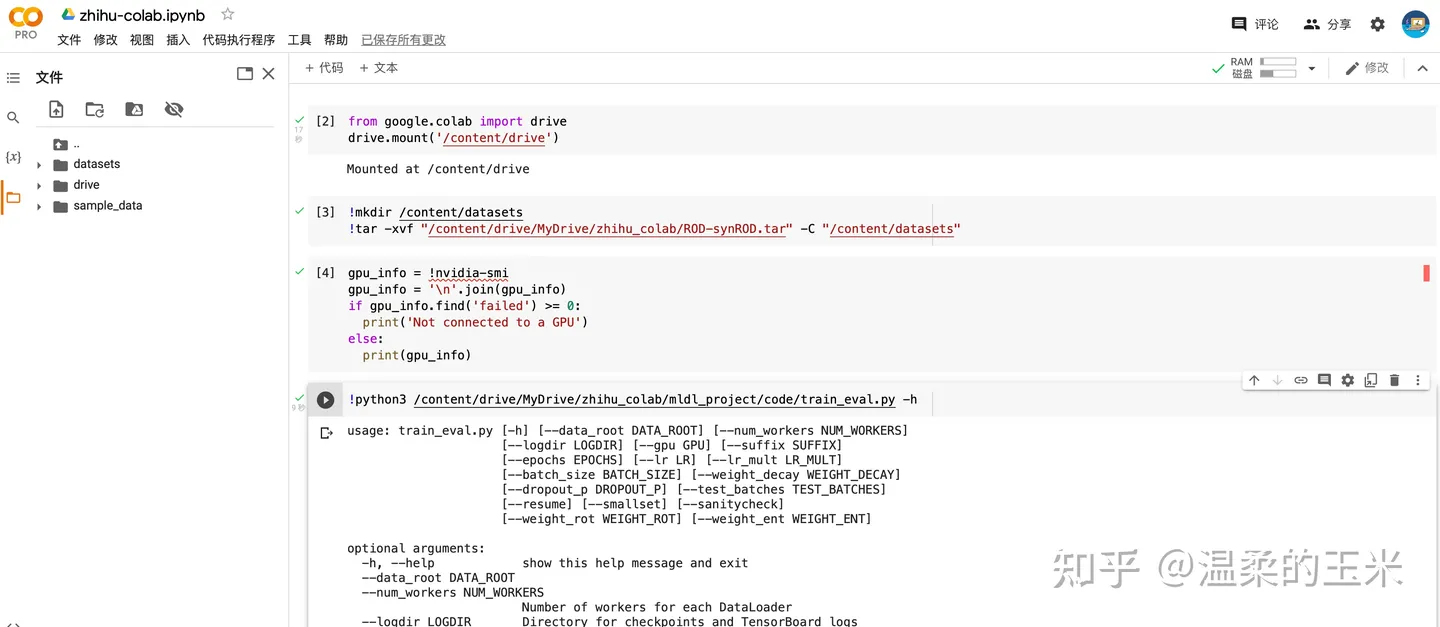 CO
PRO
zhihu-colab.ipynb
文件 修改 视图 插入 代码执行程序 工具 帮助 已保存所有更改
评论 分享
文件
+ 代码 + 文本
RAM
磁盘
修改
..
datasets
drive
sample_data
{x}
17
秒
[2] from google.colab import drive
drive.mount('/content/drive')
Mounted at /content/drive
[3] !mkdir /content/datasets
!tar -xvf "/content/drive/MyDrive/zhihu_colab/ROD-synROD.tar" -C "/content/datasets"
[4] gpu_info = !nvidia-smi
gpu_info = '\n'.join(gpu_info)
if gpu_info.find('failed') >= 0:
print('Not connected to a GPU')
else:
print(gpu_info)
9 秒
!python3 /content/drive/MyDrive/zhihu_colab/mldl_project/code/train_eval.py -h
usage: train_eval.py [-h] [--data_root DATA_ROOT] [--num_workers NUM_WORKERS]
[--logdir LOGDIR] [--gpu GPU] [--suffix SUFFIX]
[--epochs EPOCHS] [--lr LR] [--lr_mult LR_MULT]
[--batch_size BATCH_SIZE] [--weight_decay WEIGHT_DECAY]
[--dropout_p DROPOUT_P] [--test_batches TEST_BATCHES]
[--resume] [--smallset] [--sanitycheck]
[--weight_rot WEIGHT_ROT] [--weight_ent WEIGHT_ENT]
optional arguments:
-h, --help show this help message and exit
--data_root DATA_ROOT
--num_workers NUM_WORKERS
Number of workers for each DataLoader
--logdir LOGDIR Directory for checkpoints and TensorBoard logs
知乎 @温柔的玉米